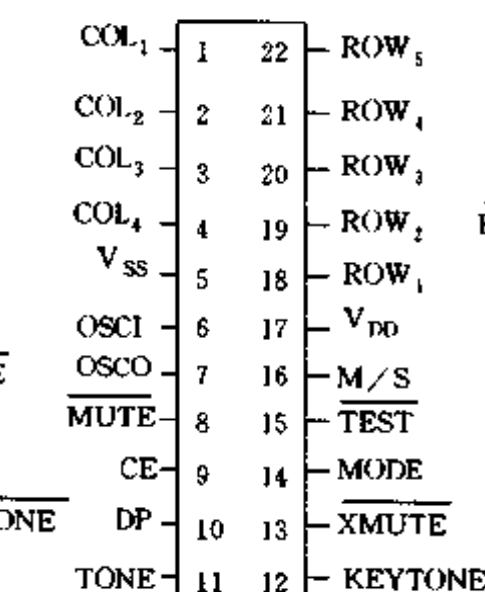 COL₁ 1 22 ROW₅
COL₂ 2 21 ROW₄
COL₃ 3 20 ROW₃
COL₄ 4 19 ROW₂
V_SS 5 18 ROW₁
OSCI 6 17 V_DD
OSCO 7 16 M/S
MUTE 8 15 TEST
CE 9 14 MODE
DP 10 13 XMUTE
TONE 11 12 KEYTONE